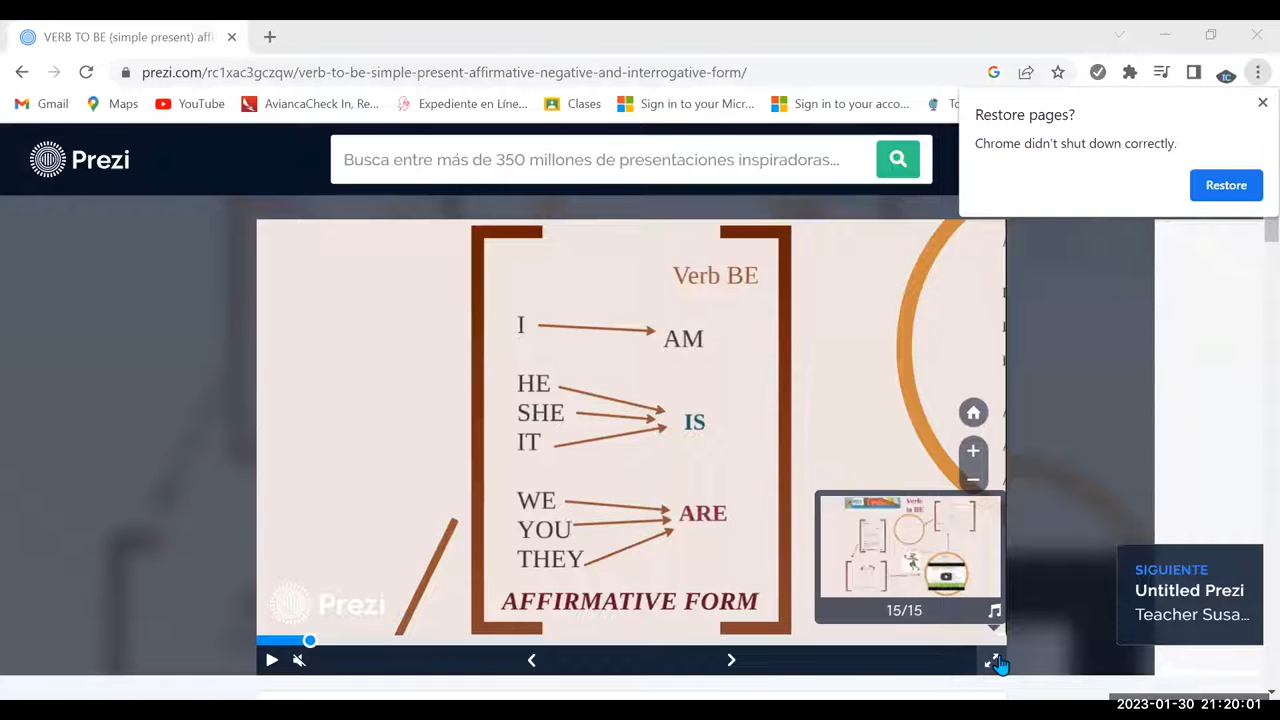 VERB TO BE (simple present) affi
prezi.com/rc1xac3gczqw/verb-to-be-simple-present-affirmative-negative-and-interrogative-form/
Gmail
Maps
YouTube
AviancaCheck In, Re...
Expediente en Líne...
Clases
Sign in to your Micr...
Sign in to your acco...
Restore pages?
Chrome didn't shut down correctly.
Restore
Prezi
Busca entre más de 350 millones de presentaciones inspiradoras...
Verb BE
I
AM
HE
SHE
IT
IS
WE
YOU
THEY
ARE
AFFIRMATIVE FORM
Prezi
Verb
to BE
15/15
SIGUIENTE
Untitled Prezi
Teacher Susa...
2023-01-30 21:20:01